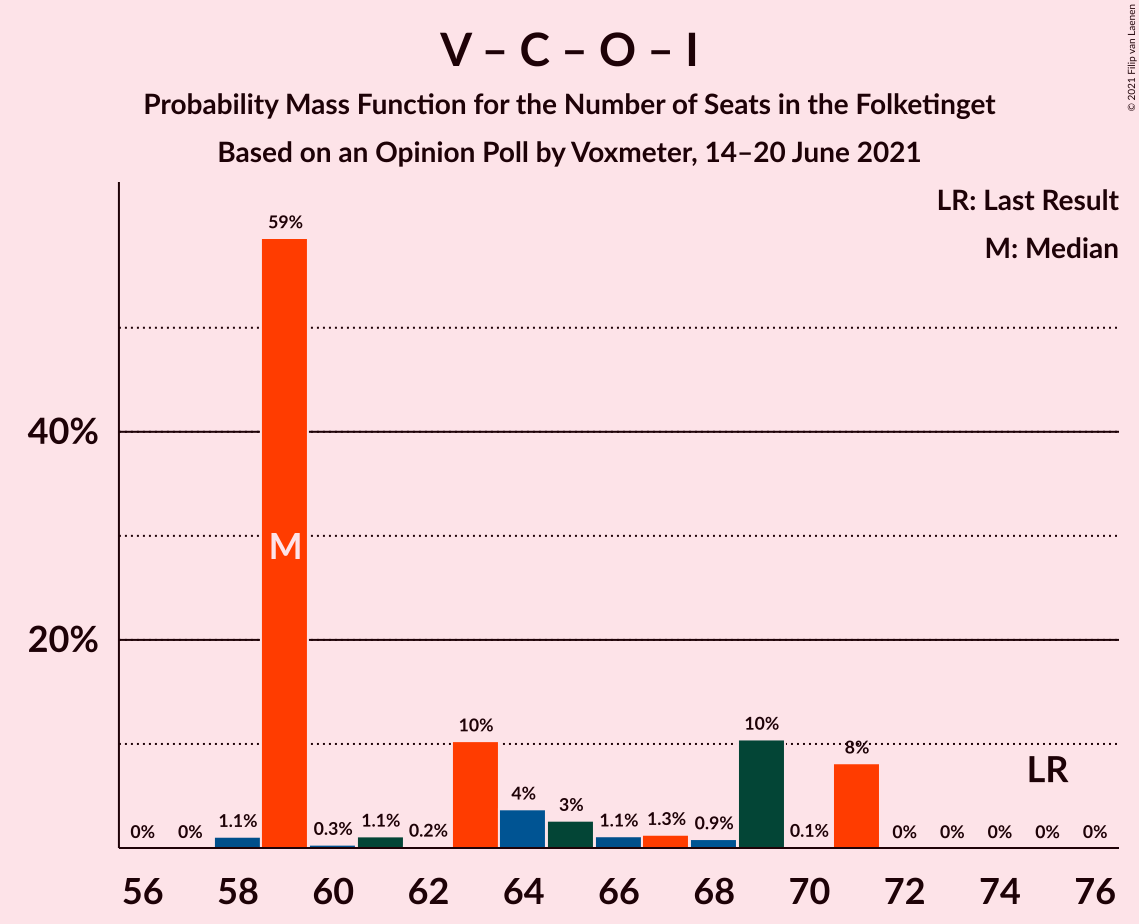 V – C – O – I
Probability Mass Function for the Number of Seats in the Folketinget
Based on an Opinion Poll by Voxmeter, 14–20 June 2021
© 2021 Filip van Laenen
LR: Last Result
M: Median
40%
20%
0% 0% 1.1% 59% 0.3% 1.1% 0.2% 10% 4% 3% 1.1% 1.3% 0.9% 10% 0.1% 8% 0% 0% 0% 0% 0%
M
LR
56 58 60 62 64 66 68 70 72 74 76